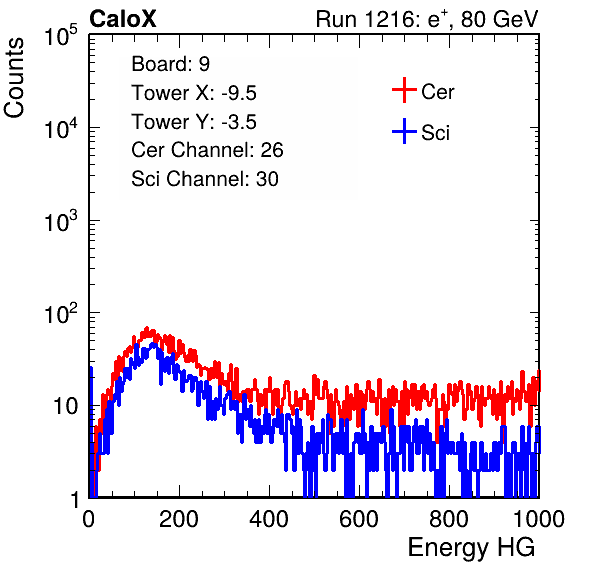 CaloX Run 1216: e⁺, 80 GeV
Counts
10⁵
10⁴
10³
10²
10
1
Board: 9
Tower X: -9.5
Tower Y: -3.5
Cer Channel: 26
Sci Channel: 30
Cer
Sci
0 200 400 600 800 1000
Energy HG